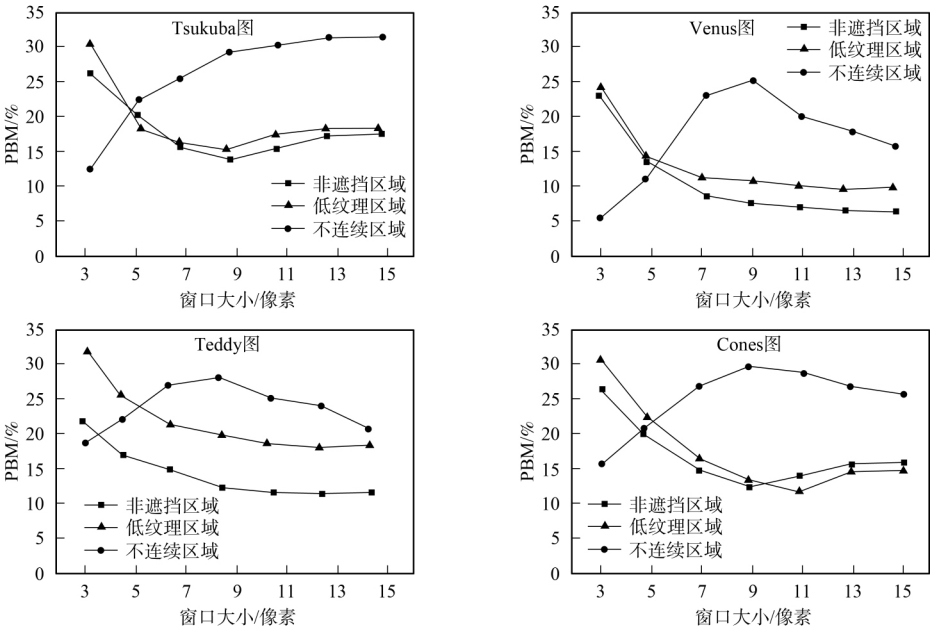 Tsukuba图
35
30
25
20
15
10
5
0
PBM/%
非遮挡区域
低纹理区域
不连续区域
3 5 7 9 11 13 15
窗口大小/像素
Venus图
35
30
25
20
15
10
5
0
PBM/%
非遮挡区域
低纹理区域
不连续区域
3 5 7 9 11 13 15
窗口大小/像素
Teddy图
35
30
25
20
15
10
5
0
PBM/%
非遮挡区域
低纹理区域
不连续区域
3 5 7 9 11 13 15
窗口大小/像素
Cones图
35
30
25
20
15
10
5
0
PBM/%
非遮挡区域
低纹理区域
不连续区域
3 5 7 9 11 13 15
窗口大小/像素